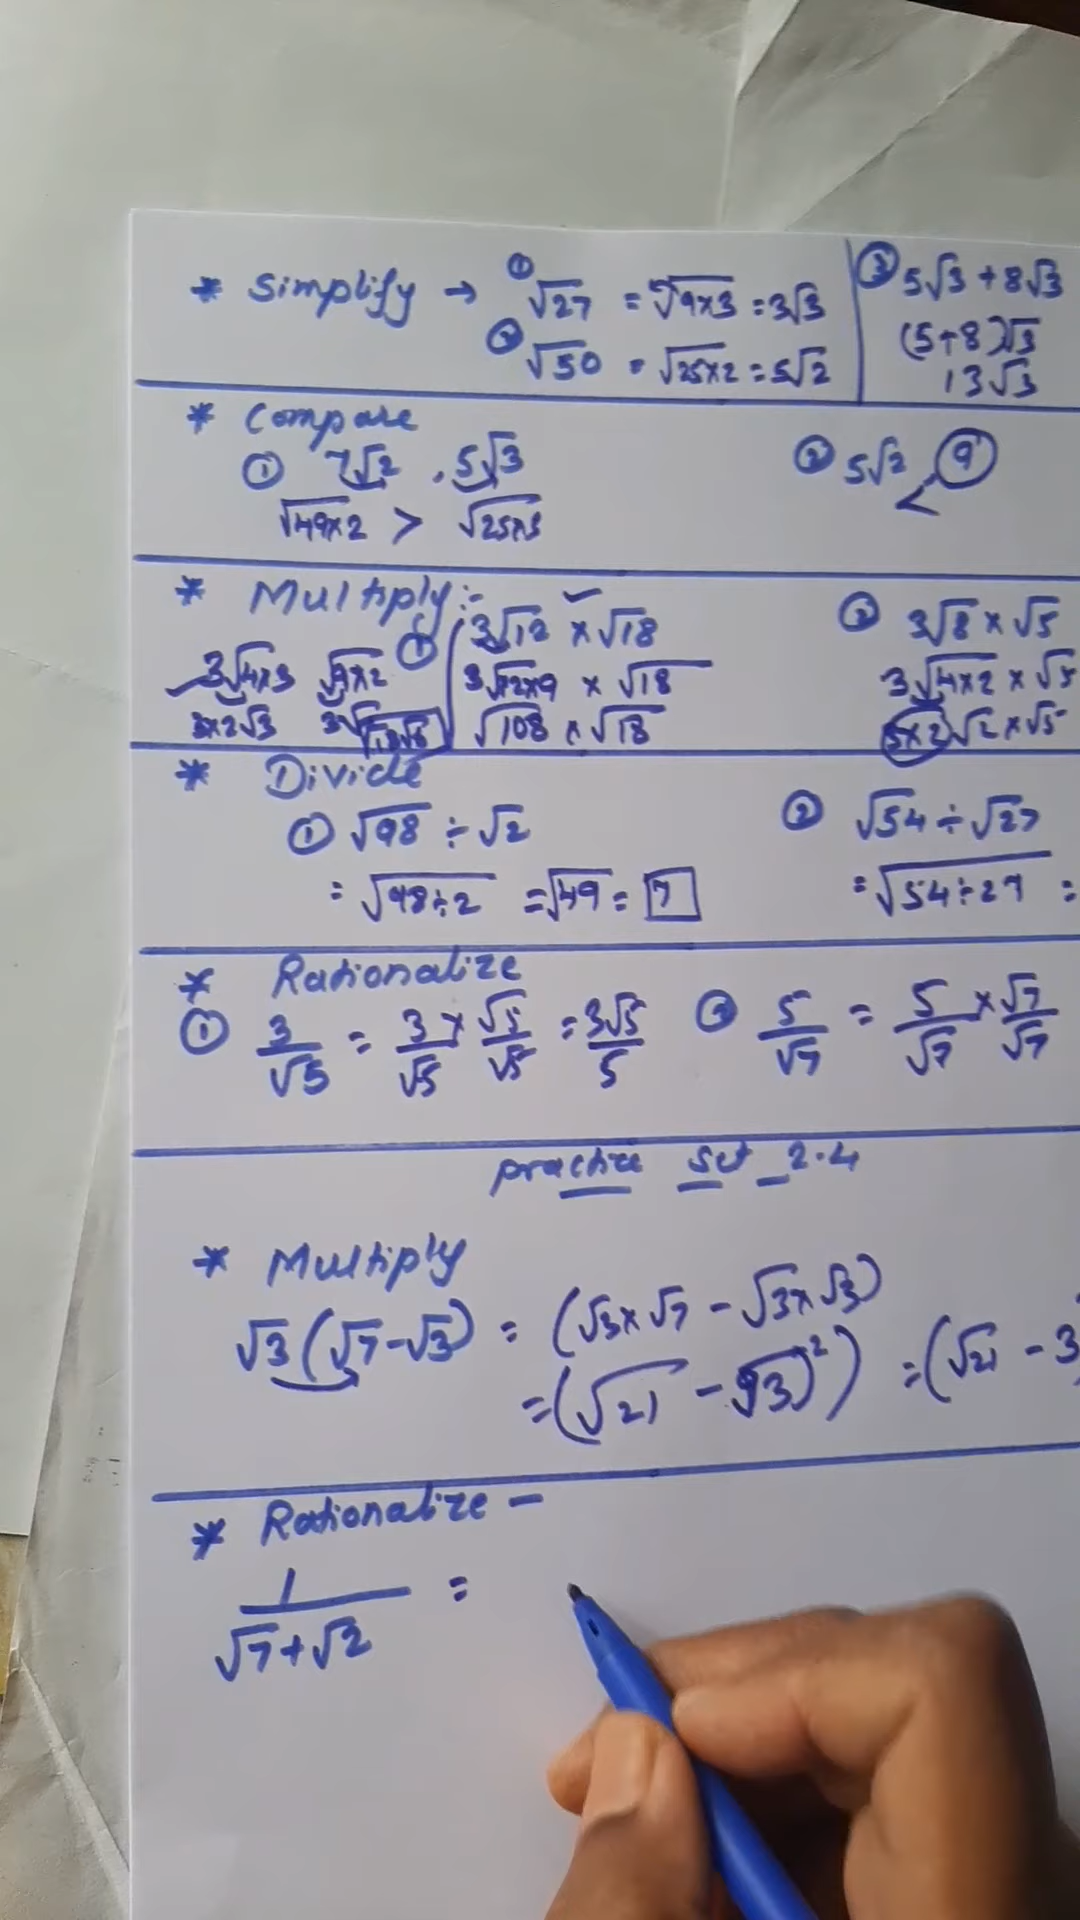 * Simplify → ① √27 = √9×3 = 3√3
② √50 = √25×2 = 5√2
③ 5√3 + 8√3
(5+8)√3
13√3
* Compare
① 7√2 , 5√3
√49×2 > √25×3
② 5√2 < 9
* Multiply :-
① 3√12 × √18
3√12×9 × √18
√108 × √18
3√4×3 √9×2
3×2√3
② 3√8 × √5
3√4×2 × √5
√2 × √5
* Divide
① √98 ÷ √2
= √98÷2 = √49 = 7
② √54 ÷ √27
= √54÷27 =
* Rationalize
① 3/√5 = 3/√5 × √5/√5 = 3√5/5
② 5/√7 = 5/√7 × √7/√7
practice set 2.4
* Multiply
√3 (√7-√3) = (√3×√7 - √3×√3)
= (√21 - √3)²) = (√21 - 3
* Rationalize -
1/√7+√2 =